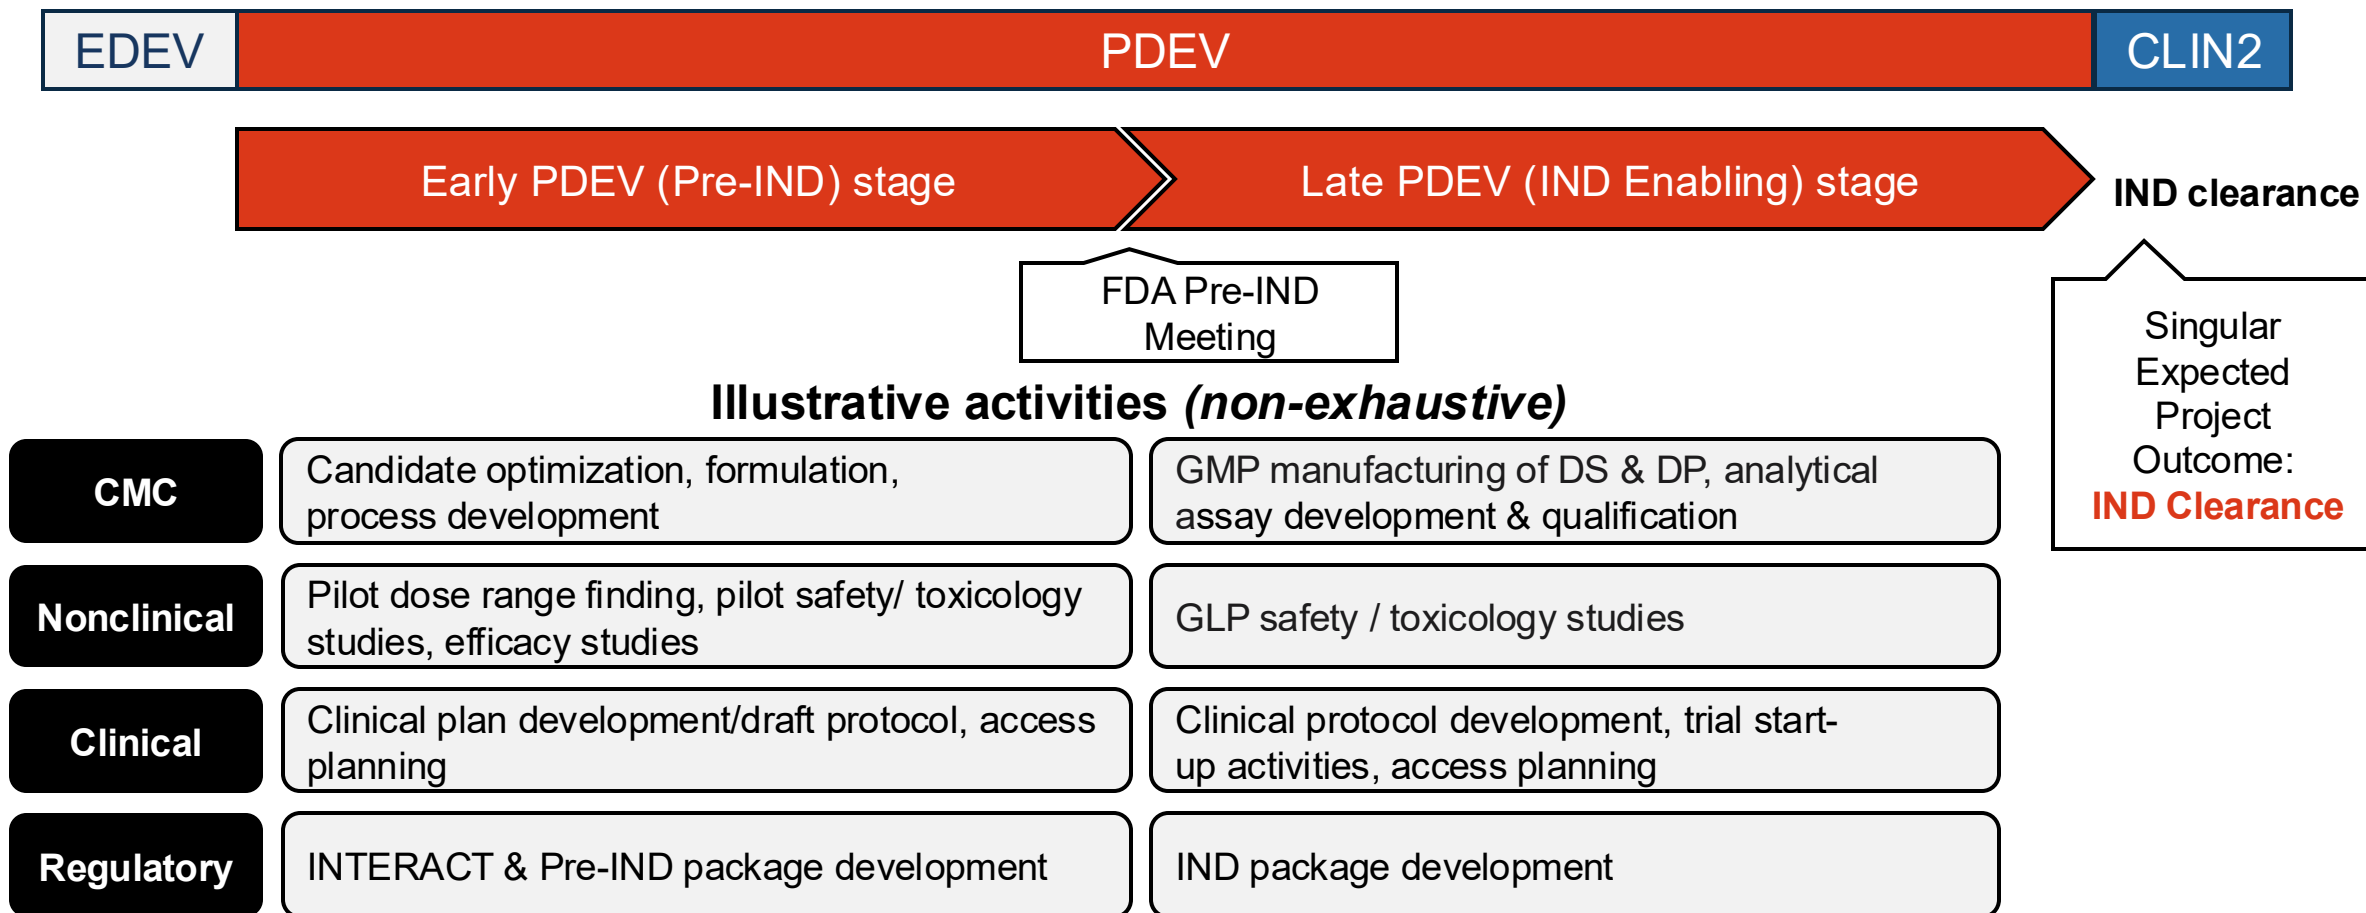 EDEV
PDEV
CLIN2
Early PDEV (Pre-IND) stage
Late PDEV (IND Enabling) stage
IND clearance
FDA Pre-IND
Meeting
Singular
Expected
Project
Outcome:
IND Clearance
Illustrative activities (non-exhaustive)
CMC
Candidate optimization, formulation,
process development
GMP manufacturing of DS & DP, analytical
assay development & qualification
Nonclinical
Pilot dose range finding, pilot safety/ toxicology
studies, efficacy studies
GLP safety / toxicology studies
Clinical
Clinical plan development/draft protocol, access
planning
Clinical protocol development, trial start-
up activities, access planning
Regulatory
INTERACT & Pre-IND package development
IND package development